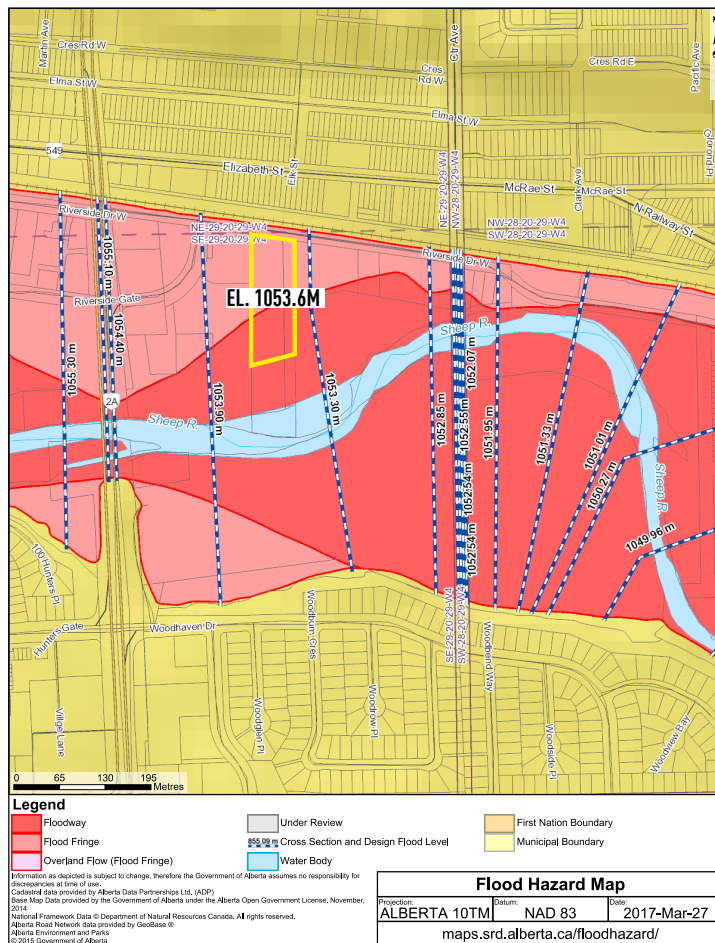 Martin Ave
Cres Rd W
Ctr Ave
Cres
Rd W
Cres Rd E
Pacific Ave
Elma St W
Elma St W
549
Elizabeth St
Elk St
NE-29-20-29-W4
NW-28-20-29-W4
McRae St
Clark Ave
McRae St
N Railway St
Riverside Dr W
NE-29-20-29-W4
SE-29-20-29-W4
NW-28-20-29-W4
SW-28-20-29-W4
Riverside Dr W
1055.10 m
Riverside Gate
EL. 1053.6M
1054.40 m
1055.30 m
Sheep R.
1052.07 m
2A
Sheep R.
1053.90 m
1053.30 m
1052.85 m
1052.55 m
1051.95 m
1051.33 m
1051.01 m
1050.27 m
Sheep R.
1052.54 m
1052.54 m
1049.96 m
100 Hunters Pl
Hunters Gate
Woodhaven Dr
Woodburn Cres
SE-29-20-29-W4
SW-28-20-29-W4
Woodbend Way
Village Lane
Woodglen Pl
Woodrow Pl
Woodside Pl
Woodview Bay
0 65 130 195
Metres
Legend
Floodway
Flood Fringe
Overland Flow (Flood Fringe)
Under Review
855.09 m Cross Section and Design Flood Level
Water Body
First Nation Boundary
Municipal Boundary
Information as depicted is subject to change, therefore the Government of Alberta assumes no responsibility for
discrepancies at time of use.
Cadastral data provided by Alberta Data Partnerships Ltd. (ADP)
Base Map Data provided by the Government of Alberta under the Alberta Open Government License, November,
2014
National Framework Data © Department of Natural Resources Canada. All rights reserved.
Alberta Road Network data provided by GeoBase ®
Alberta Environment and Parks
© 2015 Government of Alberta
Flood Hazard Map
Projection:
ALBERTA 10TM
Datum:
NAD 83
Date:
2017-Mar-27
maps.srd.alberta.ca/floodhazard/